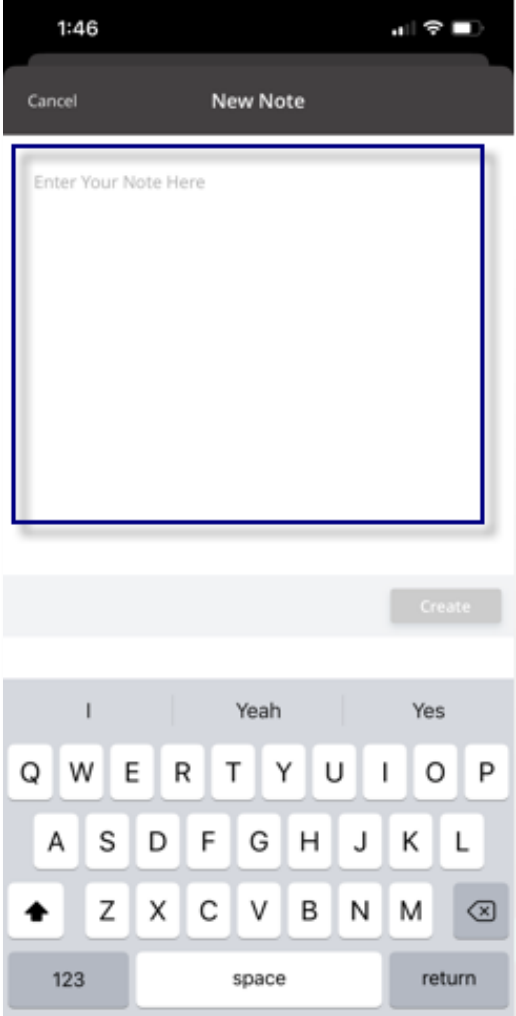 1:46
Cancel New Note
Enter Your Note Here
Create
I Yeah Yes
Q W E R T Y U I O P
A S D F G H J K L
Z X C V B N M
123 space return